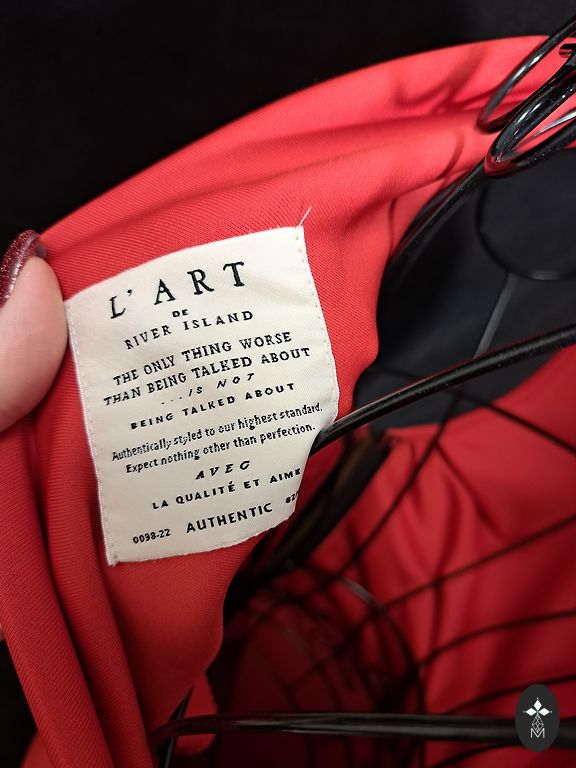 L'ART
DE
RIVER ISLAND
THE ONLY THING WORSE
THAN BEING TALKED ABOUT
...IS NOT
BEING TALKED ABOUT
Authentically styled to our highest standard.
Expect nothing other than perfection.
AVEC
LA QUALITÉ ET AIME
0098-22 AUTHENTIC